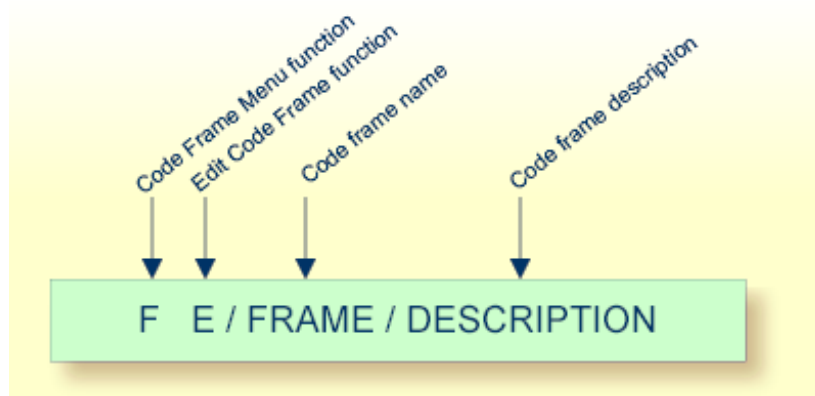 Code Frame Menu function
Edit Code Frame function
Code frame name
Code frame description
F E / FRAME / DESCRIPTION